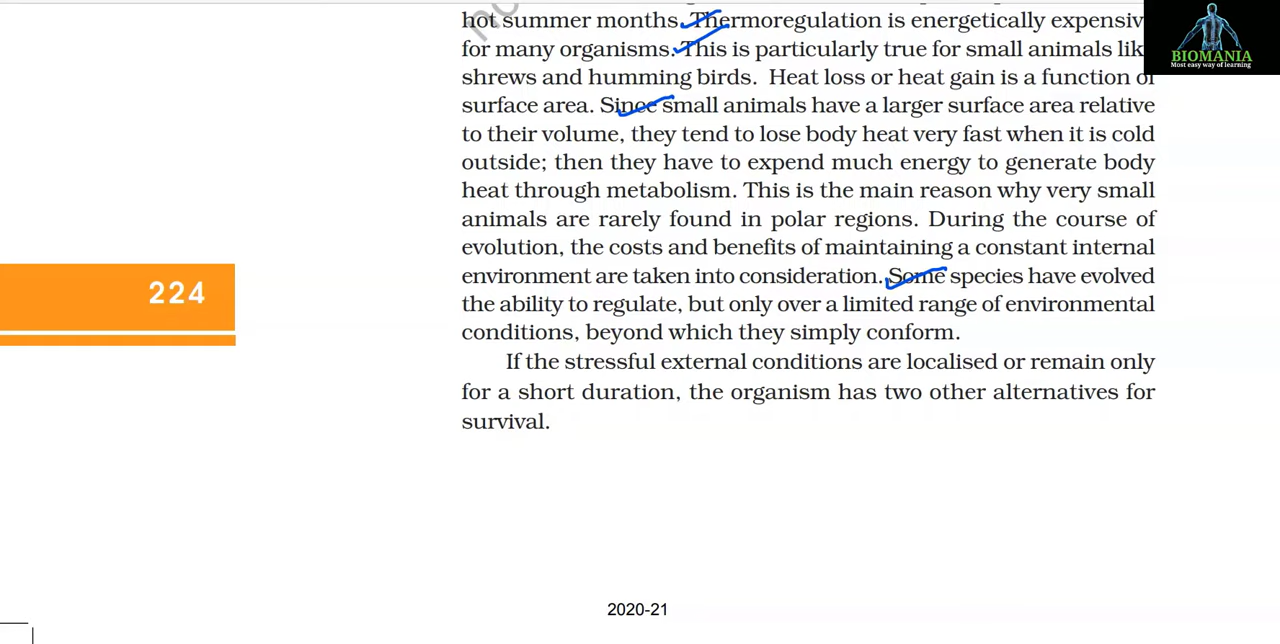 hot summer months. Thermoregulation is energetically expensiv
for many organisms. This is particularly true for small animals lik
shrews and humming birds. Heat loss or heat gain is a function of
surface area. Since small animals have a larger surface area relative
to their volume, they tend to lose body heat very fast when it is cold
outside; then they have to expend much energy to generate body
heat through metabolism. This is the main reason why very small
animals are rarely found in polar regions. During the course of
evolution, the costs and benefits of maintaining a constant internal
environment are taken into consideration. Some species have evolved
the ability to regulate, but only over a limited range of environmental
conditions, beyond which they simply conform.
If the stressful external conditions are localised or remain only
for a short duration, the organism has two other alternatives for
survival.
BIOMANIA
Most easy way of learning
224
2020-21